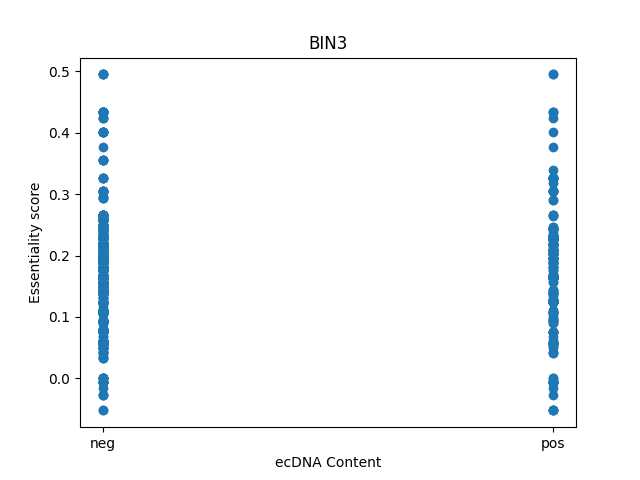 BIN3
Essentiality score
0.5
0.4
0.3
0.2
0.1
0.0
neg
pos
ecDNA Content